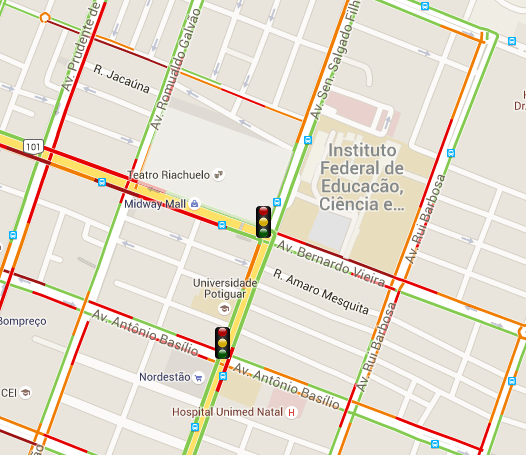 Av. Prudente de
R. Jacaúna
Av. Romualdo Galvão
Av. Sen. Salgado Filh
101
Teatro Riachuelo
Midway Mall
Instituto
Federal de
Educação,
Ciência e...
Dr.
Av. Rui Barbosa
Av. Bernardo Vieira
R. Amaro Mesquita
Universidade
Potiguar
Av. Rui Barbosa
Bompreço
Av. Antônio Basílio
Nordestão
Av. Antônio Basílio
CEI
Hospital Unimed Natal
H